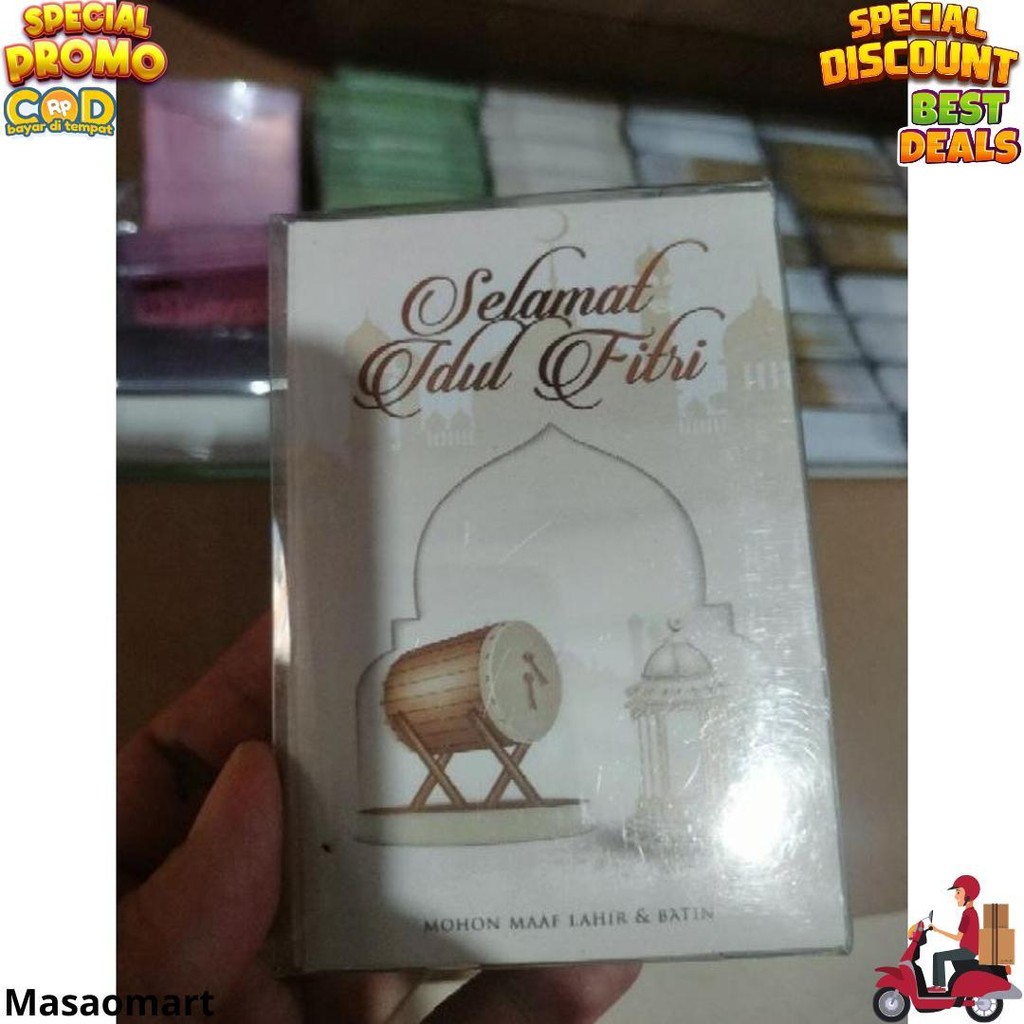 SPECIAL
PROMO
COD
RP
bayar di tempat
SPECIAL
DISCOUNT
BEST
DEALS
Selamat
Idul Fitri
MOHON MAAF LAHIR & BATIN
Masaomart